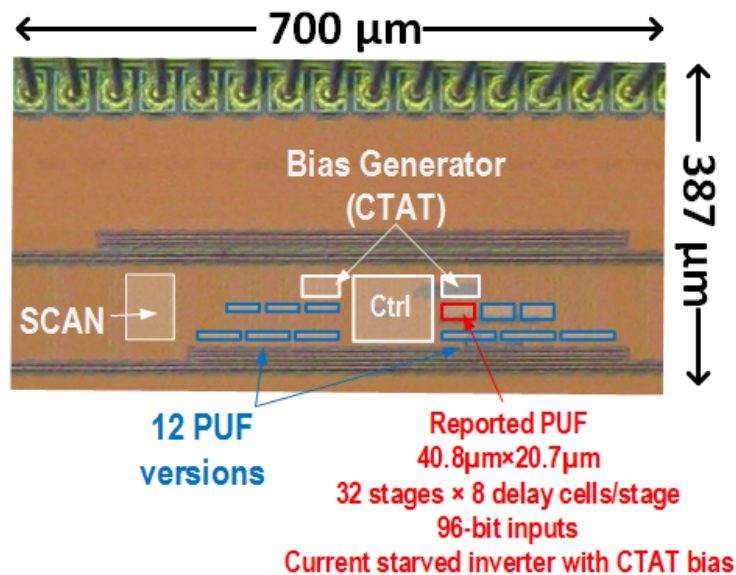 700 µm
387 µm
Bias Generator
(CTAT)
SCAN
Ctrl
12 PUF
versions
Reported PUF
40.8µm×20.7µm
32 stages × 8 delay cells/stage
96-bit inputs
Current starved inverter with CTAT bias